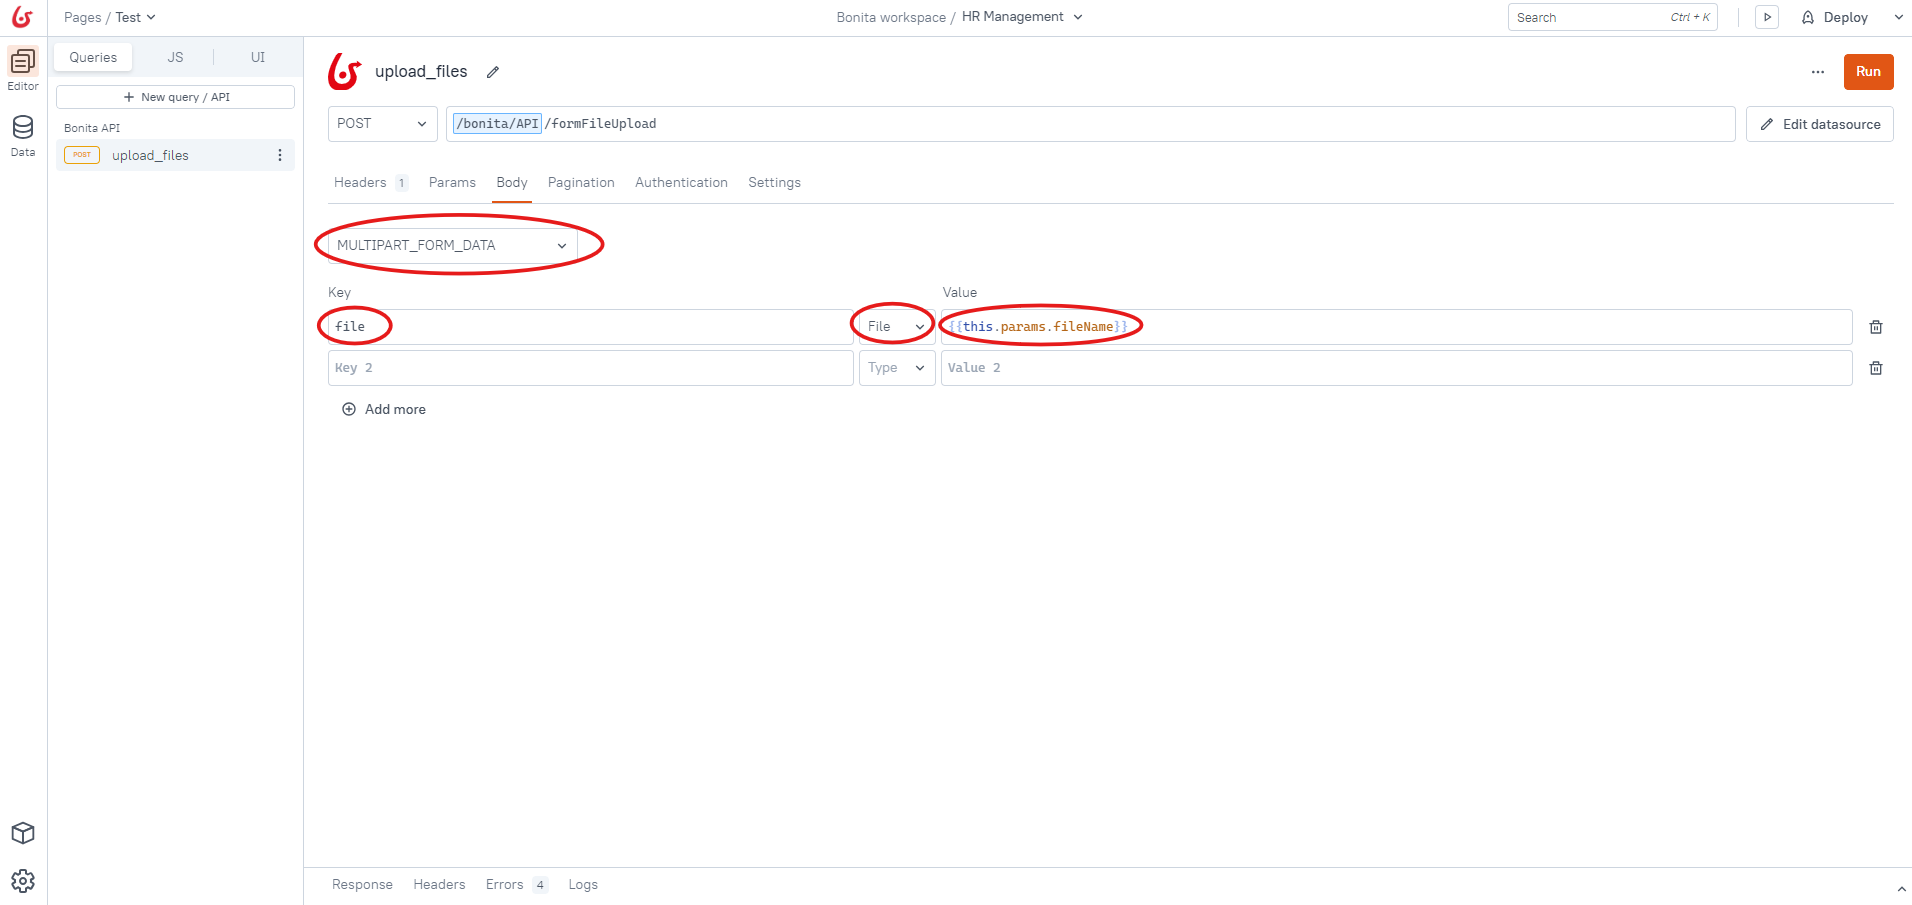 Pages / Test
Bonita workspace / HR Management
Search Ctrl + K
Deploy
Editor
Data
Queries JS UI
New query / API
Bonita API
POST upload_files
upload_files
Run
POST
/bonita/API /formFileUpload
Edit datasource
Headers 1 Params Body Pagination Authentication Settings
MULTIPART_FORM_DATA
Key Value
file File {{this.params.fileName}}
Key 2 Type Value 2
Add more
Response Headers Errors 4 Logs